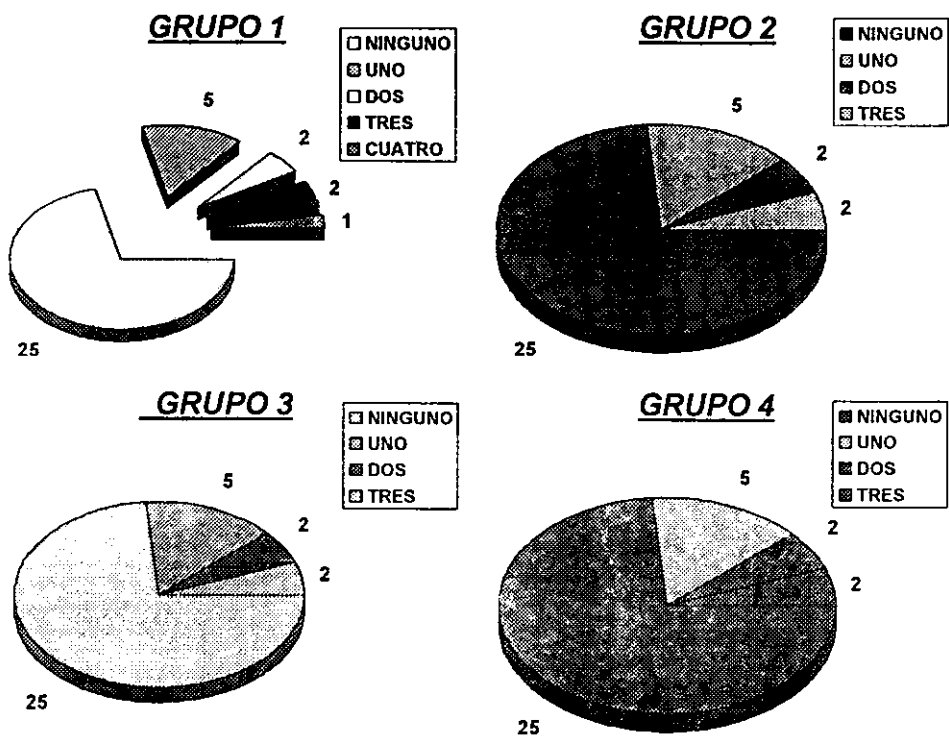 GRUPO 1
NINGUNO
UNO
DOS
TRES
CUATRO
5
2
2
1
25
GRUPO 2
NINGUNO
UNO
DOS
TRES
5
2
2
25
GRUPO 3
NINGUNO
UNO
DOS
TRES
5
2
2
25
GRUPO 4
NINGUNO
UNO
DOS
TRES
5
2
2
25